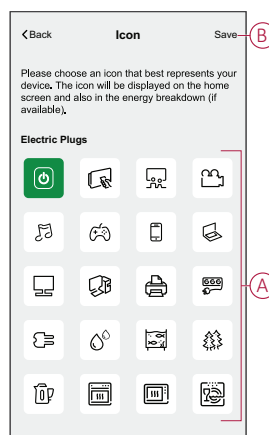 Back Icon Save B
Please choose an icon that best represents your
device. The icon will be displayed on the home
screen and also in the energy breakdown (if
available).
Electric Plugs
A